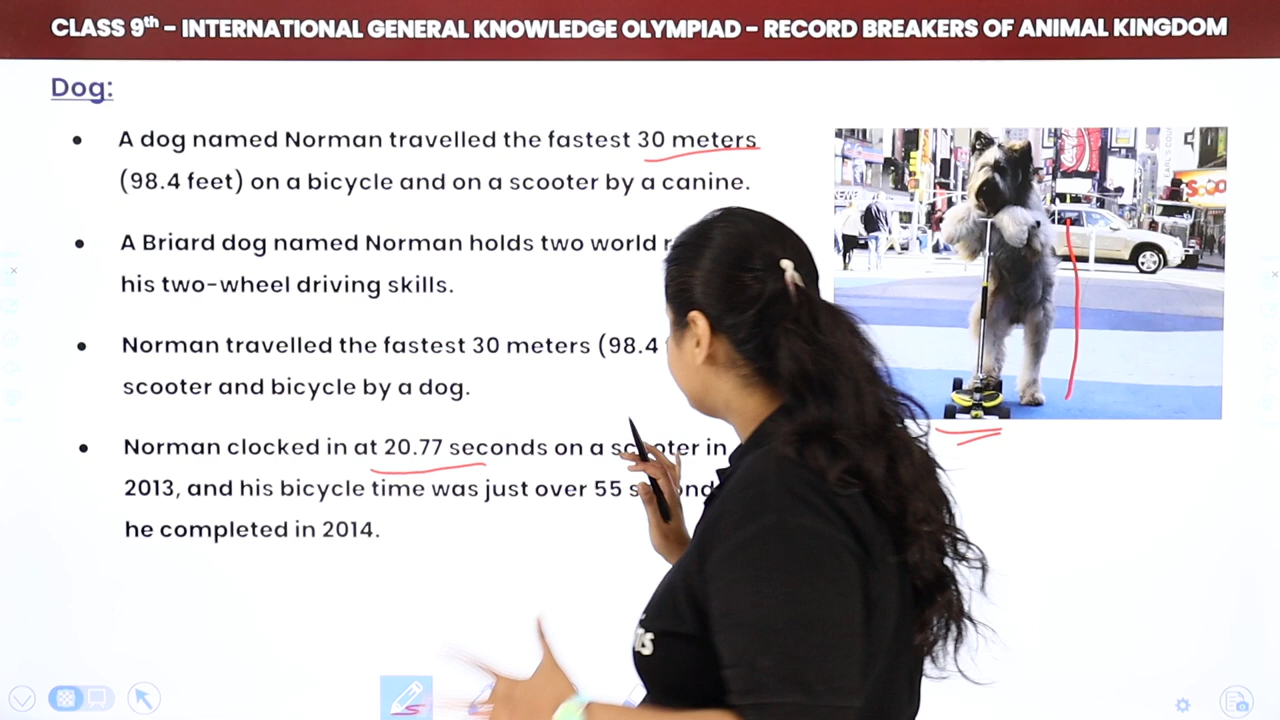 CLASS 9th – INTERNATIONAL GENERAL KNOWLEDGE OLYMPIAD – RECORD BREAKERS OF ANIMAL KINGDOM
Dog:
• A dog named Norman travelled the fastest 30 meters
(98.4 feet) on a bicycle and on a scooter by a canine.
• A Briard dog named Norman holds two world
his two-wheel driving skills.
• Norman travelled the fastest 30 meters (98.4
scooter and bicycle by a dog.
• Norman clocked in at 20.77 seconds on a scooter in
2013, and his bicycle time was just over 55
he completed in 2014.
Coca-Cola